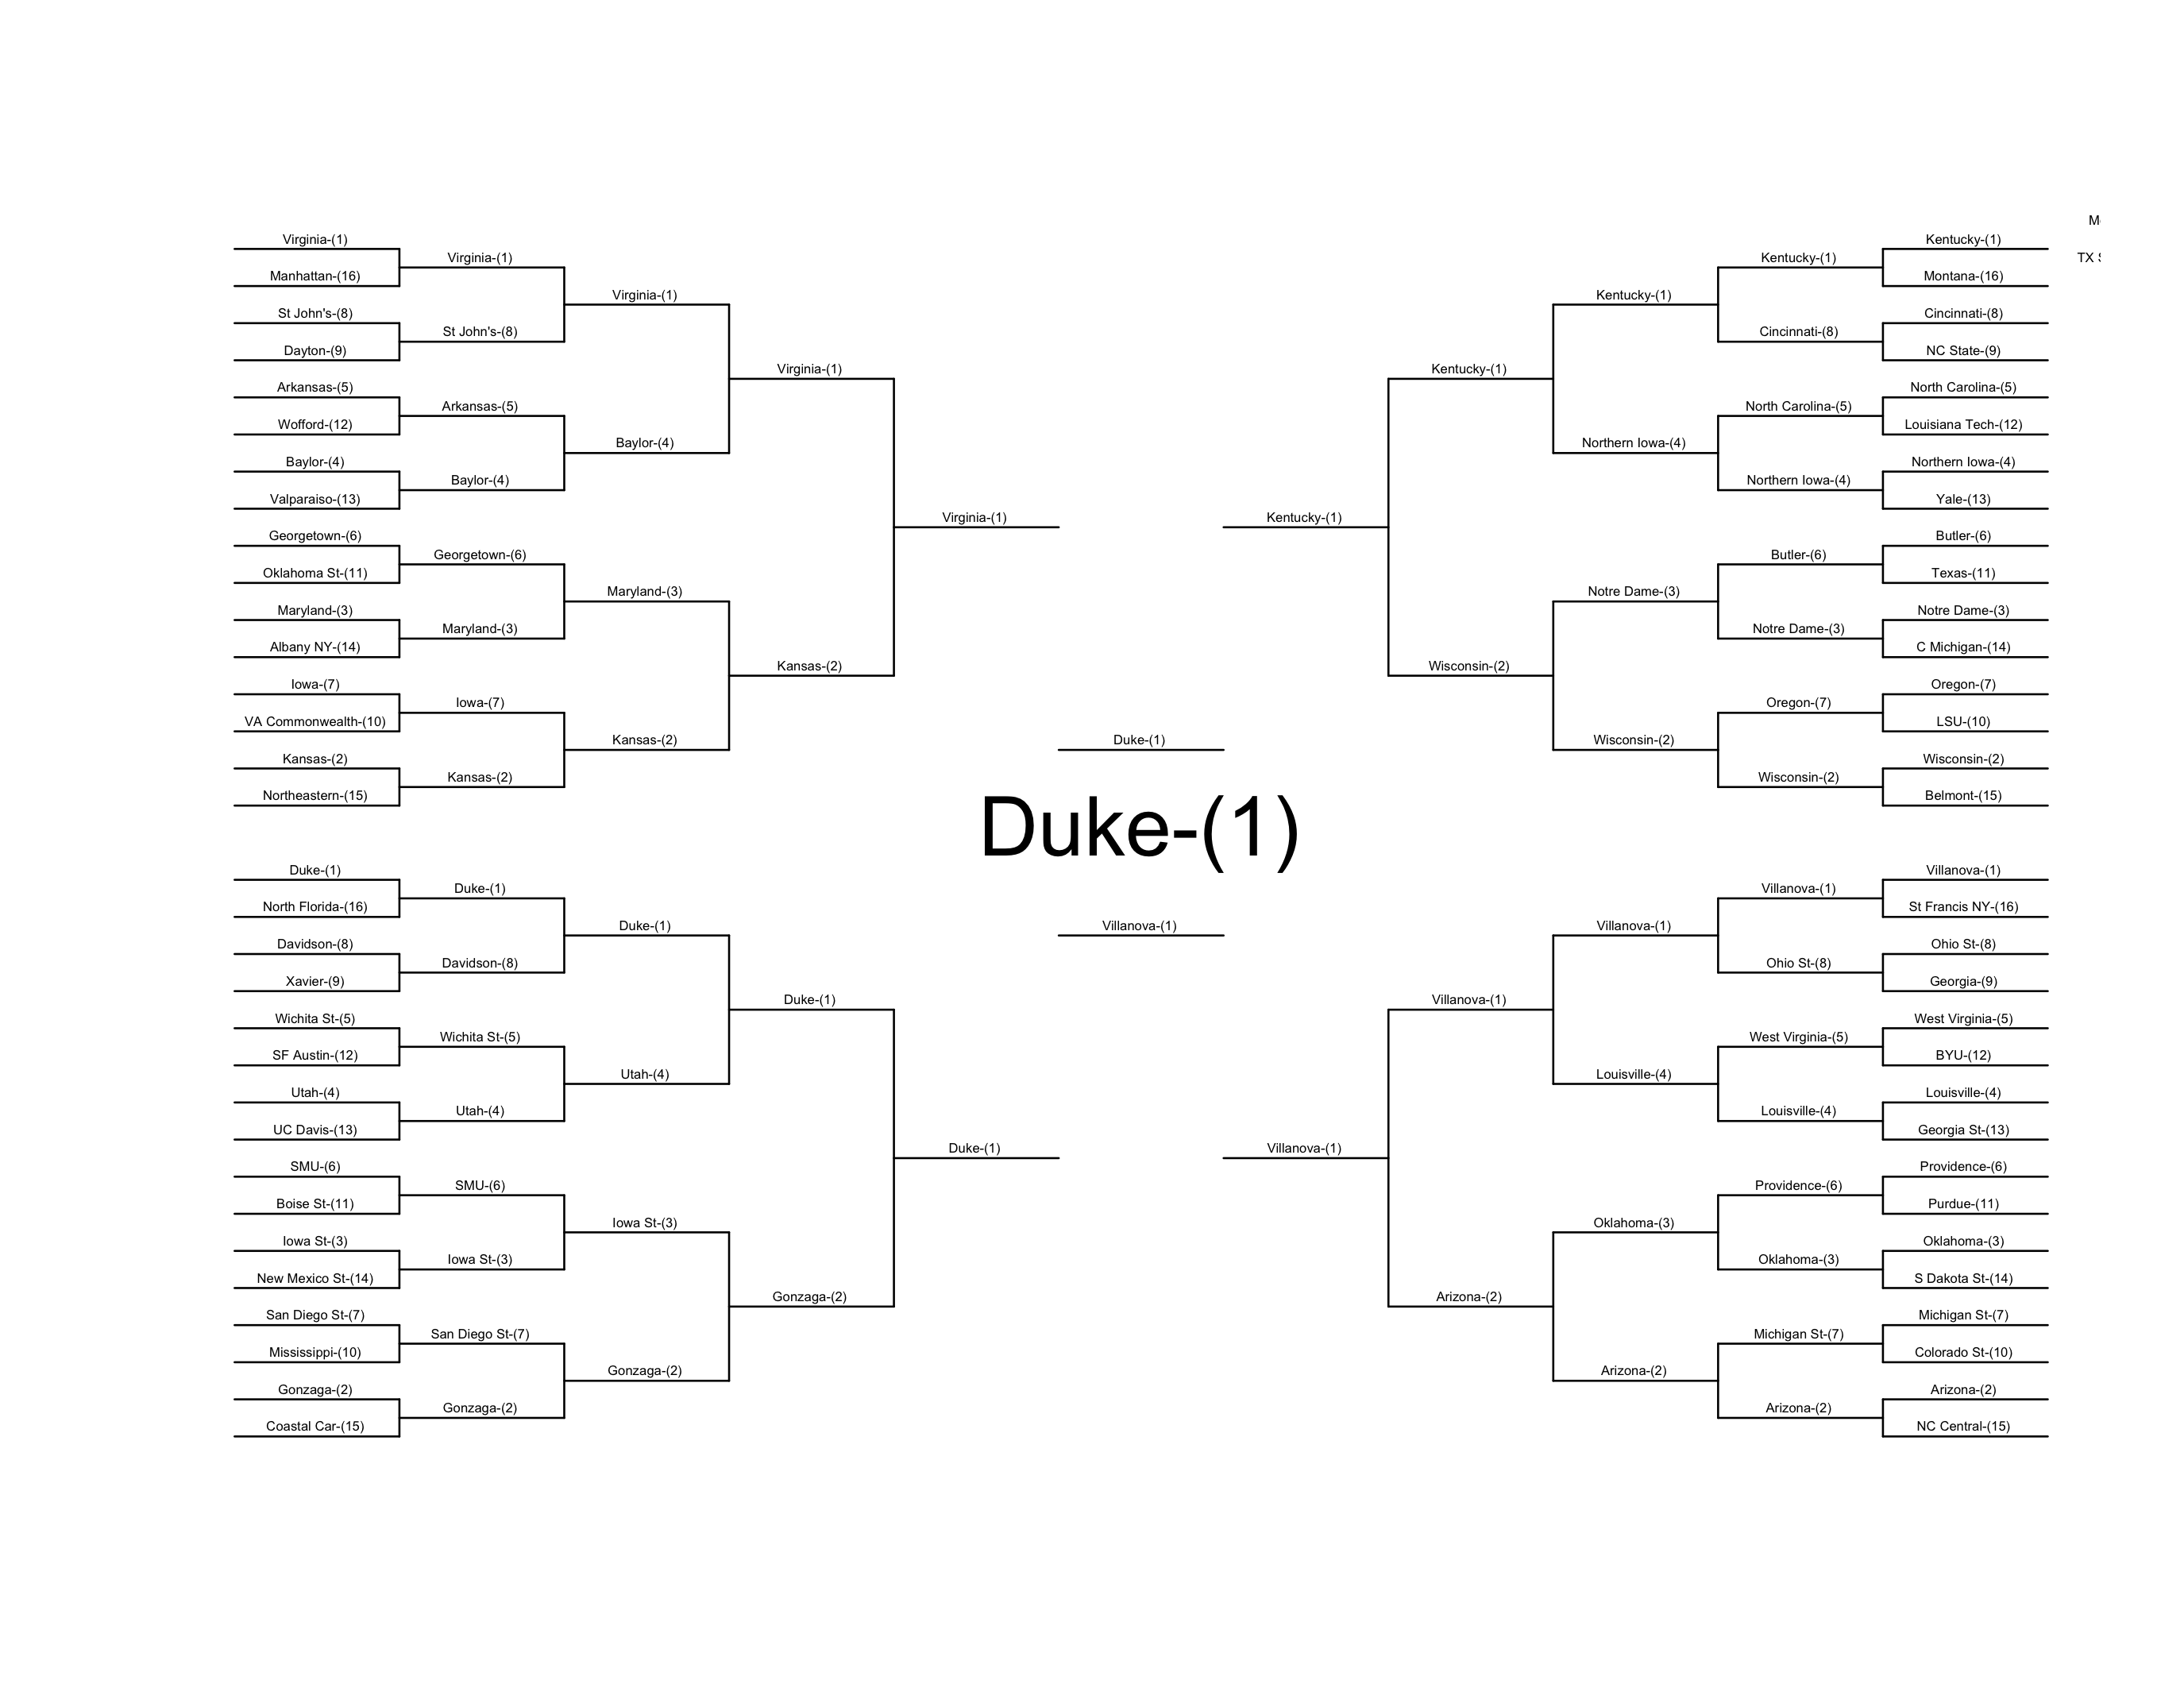 Virginia-(1)
Manhattan-(16)
St John's-(8)
Dayton-(9)
Arkansas-(5)
Wofford-(12)
Baylor-(4)
Valparaiso-(13)
Georgetown-(6)
Oklahoma St-(11)
Maryland-(3)
Albany NY-(14)
Iowa-(7)
VA Commonwealth-(10)
Kansas-(2)
Northeastern-(15)
Duke-(1)
North Florida-(16)
Davidson-(8)
Xavier-(9)
Wichita St-(5)
SF Austin-(12)
Utah-(4)
UC Davis-(13)
SMU-(6)
Boise St-(11)
Iowa St-(3)
New Mexico St-(14)
San Diego St-(7)
Mississippi-(10)
Gonzaga-(2)
Coastal Car-(15)
Virginia-(1)
St John's-(8)
Arkansas-(5)
Baylor-(4)
Georgetown-(6)
Maryland-(3)
Iowa-(7)
Kansas-(2)
Duke-(1)
Davidson-(8)
Wichita St-(5)
Utah-(4)
SMU-(6)
Iowa St-(3)
San Diego St-(7)
Gonzaga-(2)
Virginia-(1)
Baylor-(4)
Maryland-(3)
Kansas-(2)
Duke-(1)
Utah-(4)
Iowa St-(3)
Gonzaga-(2)
Virginia-(1)
Kansas-(2)
Duke-(1)
Gonzaga-(2)
Virginia-(1)
Duke-(1)
Duke-(1)
Duke-(1)
Villanova-(1)
Kentucky-(1)
Villanova-(1)
Kentucky-(1)
Wisconsin-(2)
Villanova-(1)
Arizona-(2)
Kentucky-(1)
Northern Iowa-(4)
Notre Dame-(3)
Wisconsin-(2)
Villanova-(1)
Louisville-(4)
Oklahoma-(3)
Arizona-(2)
Kentucky-(1)
Cincinnati-(8)
North Carolina-(5)
Northern Iowa-(4)
Butler-(6)
Notre Dame-(3)
Oregon-(7)
Wisconsin-(2)
Villanova-(1)
Ohio St-(8)
West Virginia-(5)
Louisville-(4)
Providence-(6)
Oklahoma-(3)
Michigan St-(7)
Arizona-(2)
Kentucky-(1)
Montana-(16)
Cincinnati-(8)
NC State-(9)
North Carolina-(5)
Louisiana Tech-(12)
Northern Iowa-(4)
Yale-(13)
Butler-(6)
Texas-(11)
Notre Dame-(3)
C Michigan-(14)
Oregon-(7)
LSU-(10)
Wisconsin-(2)
Belmont-(15)
Villanova-(1)
St Francis NY-(16)
Ohio St-(8)
Georgia-(9)
West Virginia-(5)
BYU-(12)
Louisville-(4)
Georgia St-(13)
Providence-(6)
Purdue-(11)
Oklahoma-(3)
S Dakota St-(14)
Michigan St-(7)
Colorado St-(10)
Arizona-(2)
NC Central-(15)
TX